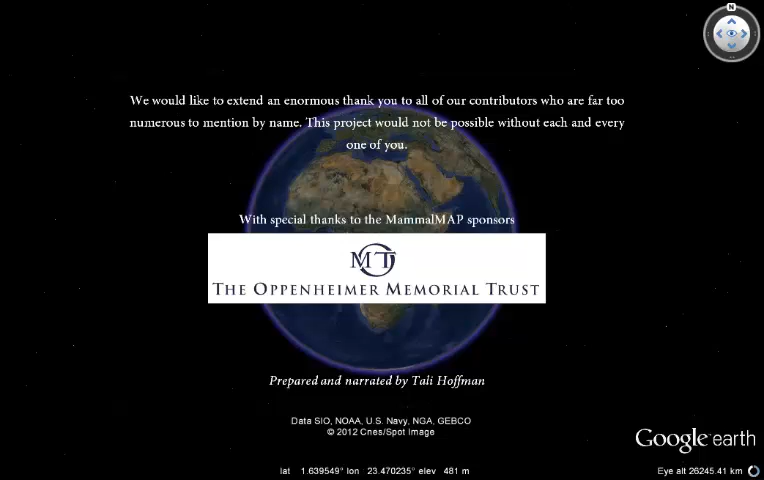 N
We would like to extend an enormous thank you to all of our contributors who are far too
numerous to mention by name. This project would not be possible without each and every
one of you.
With special thanks to the MammalMAP sponsors
MT
THE OPPENHEIMER MEMORIAL TRUST
Prepared and narrated by Tali Hoffman
Data SIO, NOAA, U.S. Navy, NGA, GEBCO
© 2012 Cnes/Spot Image
Google earth
lat 1.639549° lon 23.470235° elev 481 m
Eye alt 26245.41 km